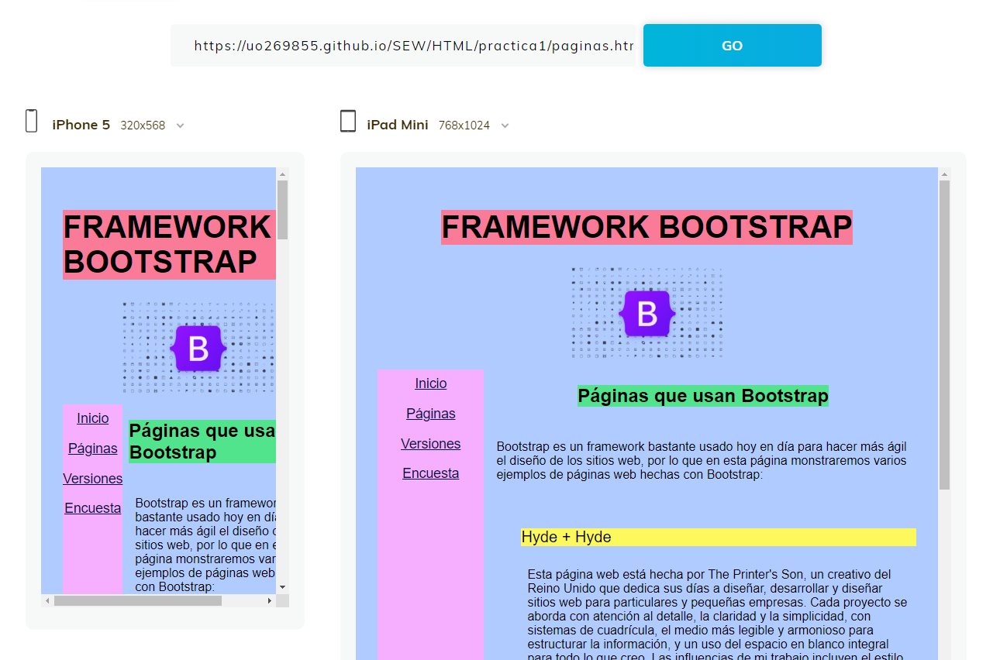 https://uo269855.github.io/SEW/HTML/practica1/paginas.htm
GO
iPhone 5 320x568
iPad Mini 768x1024
FRAMEWORK
BOOTSTRAP
B
Inicio
Páginas
Versiones
Encuesta
Páginas que usa
Bootstrap
Bootstrap es un framewor
bastante usado hoy en día
hacer más ágil el diseño d
sitios web, por lo que en e
página monstraremos var
ejemplos de páginas web
con Bootstrap:
FRAMEWORK BOOTSTRAP
B
Inicio
Páginas
Versiones
Encuesta
Páginas que usan Bootstrap
Bootstrap es un framework bastante usado hoy en día para hacer más ágil
el diseño de los sitios web, por lo que en esta página monstraremos varios
ejemplos de páginas web hechas con Bootstrap:
Hyde + Hyde
Esta página web está hecha por The Printer's Son, un creativo del
Reino Unido que dedica sus días a diseñar, desarrollar y diseñar
sitios web para particulares y pequeñas empresas. Cada proyecto se
aborda con atención al detalle, la claridad y la simplicidad, con
sistemas de cuadrícula, el medio más legible y armonioso para
estructurar la información, y un uso del espacio en blanco integral
para todo lo que creo. Las influencias de mi trabajo incluyen el estilo